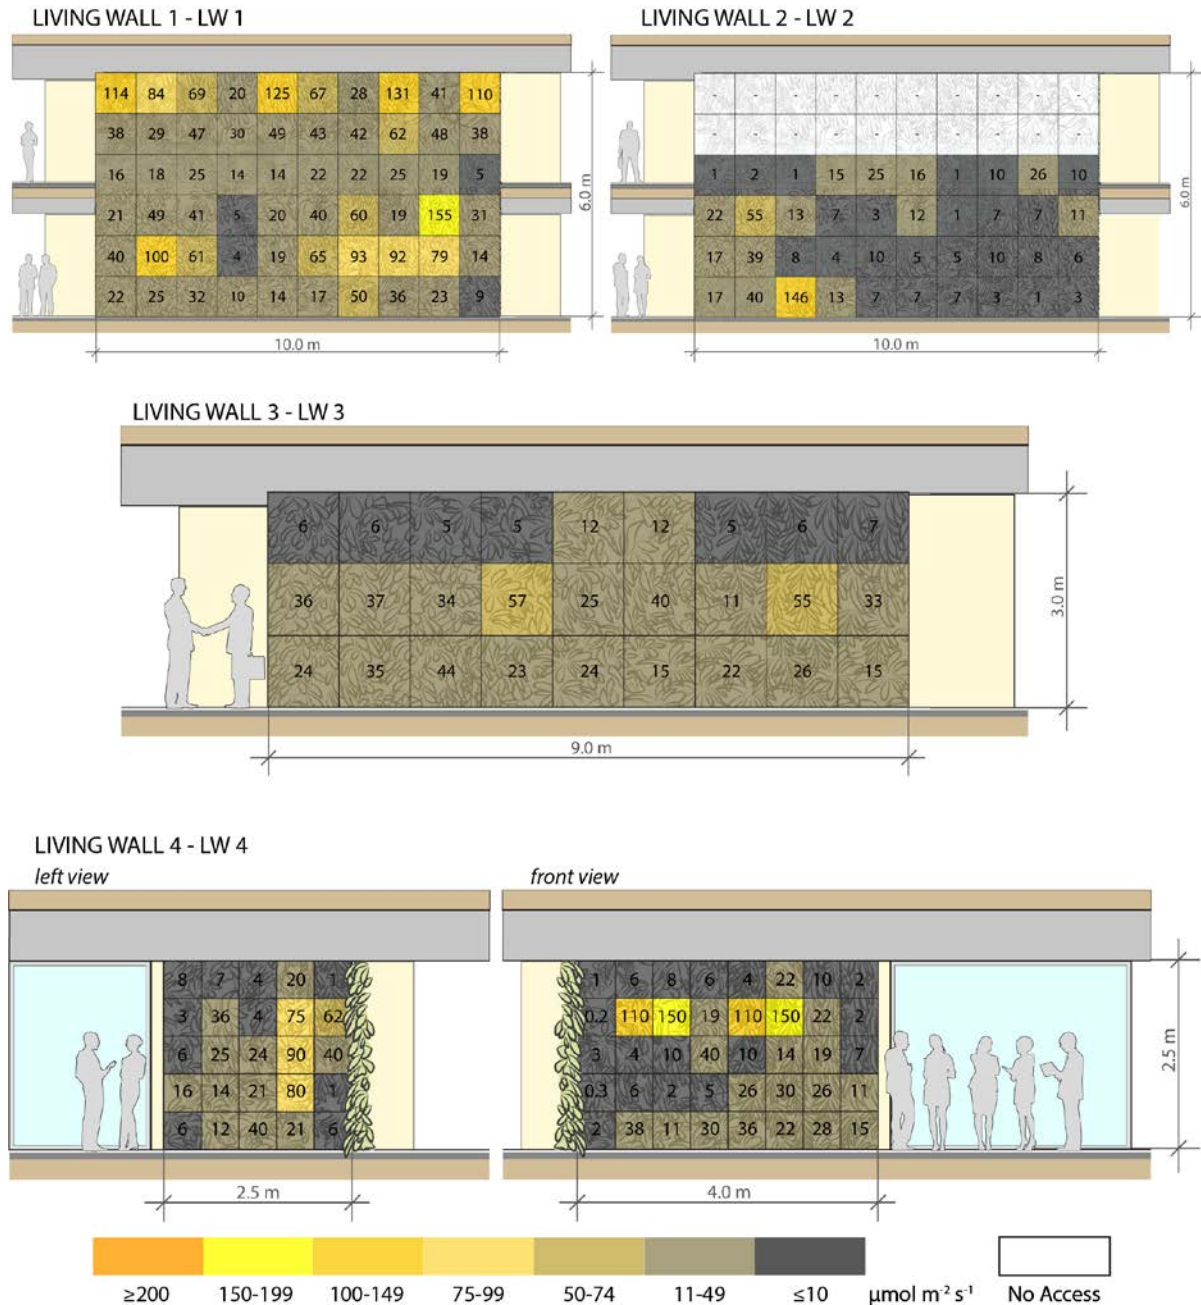 LIVING WALL 1 - LW 1
114 84 69 20 125 67 28 131 41 110
38 29 47 30 49 43 42 62 48 38
16 18 25 14 14 22 22 25 19 5
21 49 41 5 20 40 60 19 155 31
40 100 61 4 19 65 93 92 79 14
22 25 32 10 14 17 50 36 23 9
6.0 m
10.0 m
LIVING WALL 2 - LW 2
- - - - - - - - - -
- - - - - - - - - -
1 2 1 15 25 16 1 10 26 10
22 55 13 7 3 12 1 7 7 11
17 39 8 4 10 5 5 10 8 6
17 40 146 13 7 7 7 3 1 3
6.0 m
10.0 m
LIVING WALL 3 - LW 3
6 6 5 5 12 12 5 6 7
36 37 34 57 25 40 11 55 33
24 35 44 23 24 15 22 26 15
3.0 m
9.0 m
LIVING WALL 4 - LW 4
left view
8 7 4 20 1
3 36 4 75 62
6 25 24 90 40
16 14 21 80 1
6 12 40 21 6
2.5 m
front view
1 6 8 6 4 22 10 2
0.2 110 150 19 110 150 22 2
3 4 10 40 10 14 19 7
0.3 6 2 5 26 30 26 11
2 38 11 30 36 22 28 15
2.5 m
4.0 m
≥200 150-199 100-149 75-99 50-74 11-49 ≤10 µmol m⁻² s⁻¹ No Access